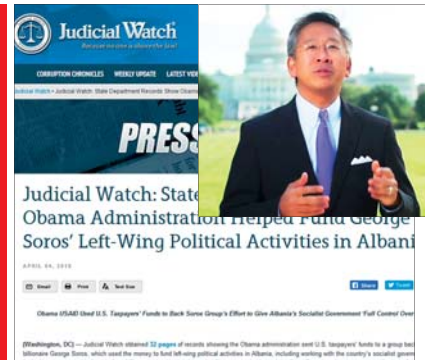 Judicial Watch
Because no one is above the law!
CORRUPTION CHRONICLES WEEKLY UPDATE LATEST VID
Judicial Watch • Judicial Watch: State Department Records Show Obam
PRES
Judicial Watch: State
Obama Administration Helped Fund George
Soros' Left-Wing Political Activities in Albani
APRIL 04, 2018
Email Print Text Size
Share Tweet
Obama USAID Used U.S. Taxpayers' Funds to Back Soros Group's Effort to Give Albania's Socialist Government 'Full Control Over
(Washington, DC) — Judicial Watch obtained 32 pages of records showing the Obama administration sent U.S. taxpayers' funds to a group bac
billionaire George Soros, which used the money to fund left-wing political activities in Albania, including working with the country's socialist govern